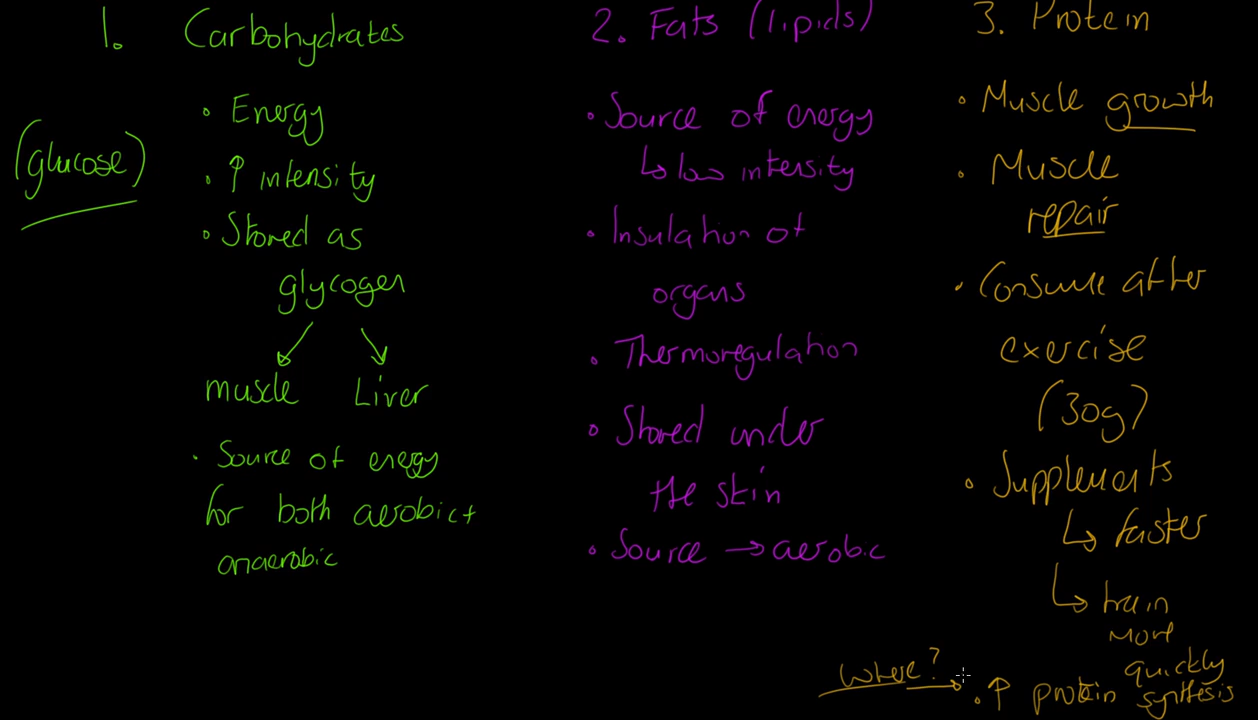 1. Carbohydrates
(glucose)
• Energy
• ↑ intensity
• Stored as
glycogen
muscle Liver
• Source of energy
for both aerobic +
anaerobic
2. Fats (lipids)
• Source of energy
↳ low intensity
• Insulation of
organs
• Thermoregulation
• Stored under
the skin
• Source → aerobic
3. Protein
• Muscle growth
• Muscle
repair
• Consume after
exercise
(30g)
• Supplements
↳ faster
↳ train
more
quickly
Where? → • ↑ protein synthesis